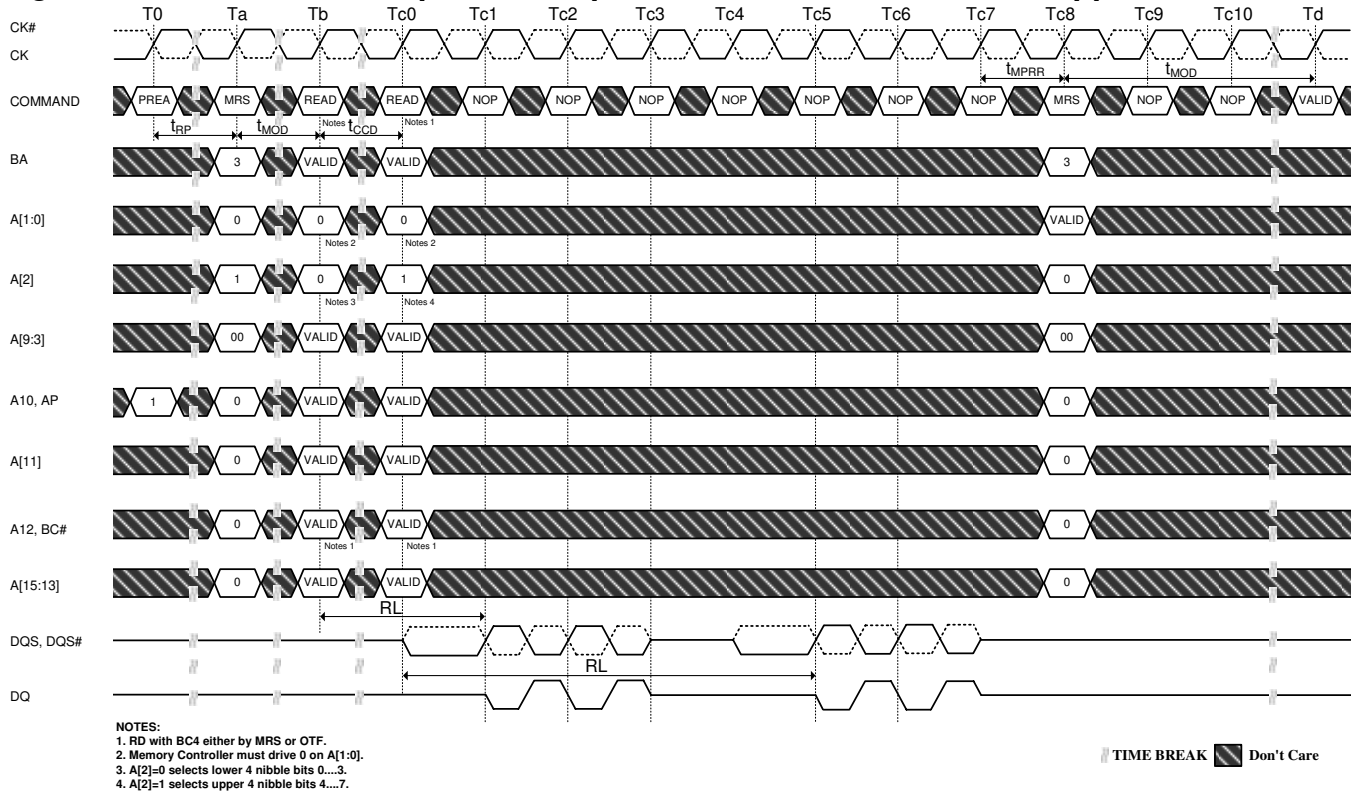 T0 Ta Tb Tc0 Tc1 Tc2 Tc3 Tc4 Tc5 Tc6 Tc7 Tc8 Tc9 Tc10 Td
CK#
CK
tMPRR tMOD
COMMAND PREA MRS READ READ NOP NOP NOP NOP NOP NOP NOP MRS NOP NOP VALID
Notes 1 Notes 1
tRP tMOD tCCD
BA 3 VALID VALID 3
A[1:0] 0 0 0 VALID
Notes 2 Notes 2
A[2] 1 0 1 0
Notes 3 Notes 4
A[9:3] 00 VALID VALID 00
A10, AP 1 0 VALID VALID 0
A[11] 0 VALID VALID 0
A12, BC# 0 VALID VALID 0
Notes 1 Notes 1
A[15:13] 0 VALID VALID 0
RL
DQS, DQS#
RL
DQ
NOTES:
1. RD with BC4 either by MRS or OTF.
2. Memory Controller must drive 0 on A[1:0].
3. A[2]=0 selects lower 4 nibble bits 0....3.
4. A[2]=1 selects upper 4 nibble bits 4....7.
TIME BREAK Don't Care